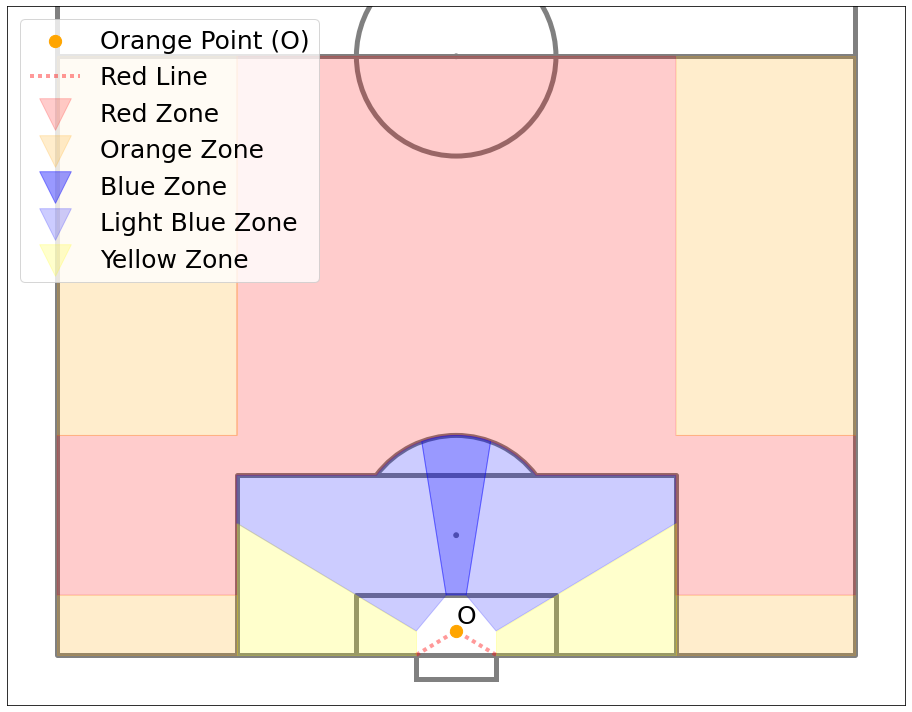 Orange Point (O)
Red Line
Red Zone
Orange Zone
Blue Zone
Light Blue Zone
Yellow Zone
O